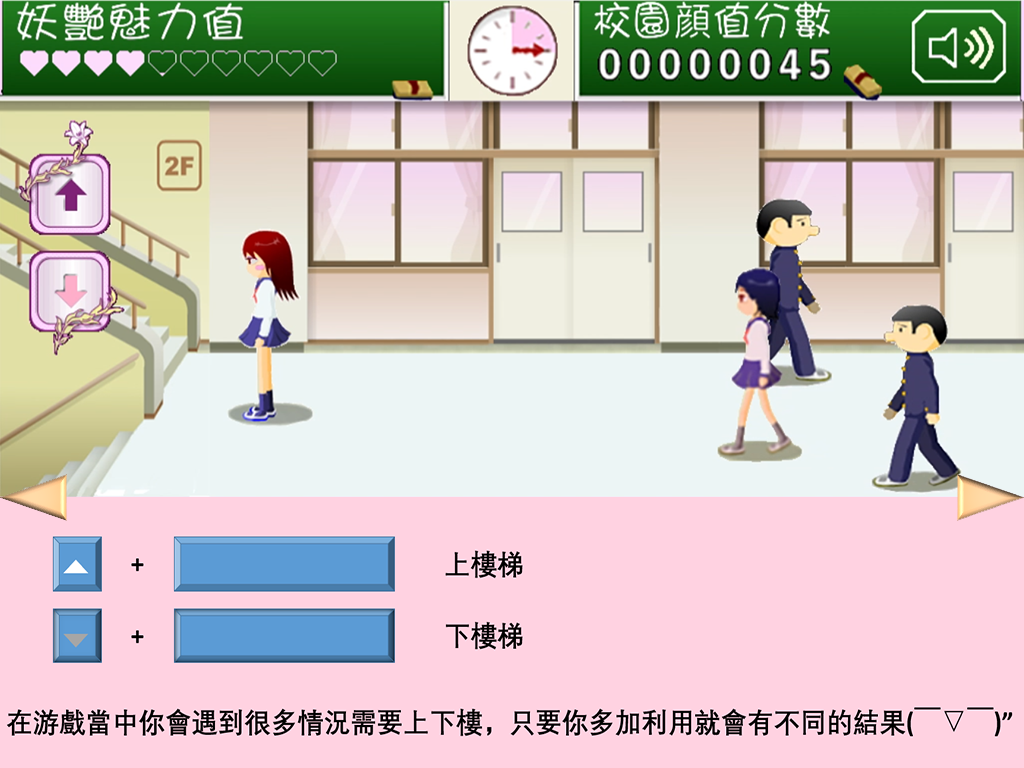 妖艷魅力值
校園顏值分數
00000045
2F
+ 上樓梯
+ 下樓梯
在游戲當中你會遇到很多情況需要上下樓，只要你多加利用就會有不同的結果(￣▽￣)”